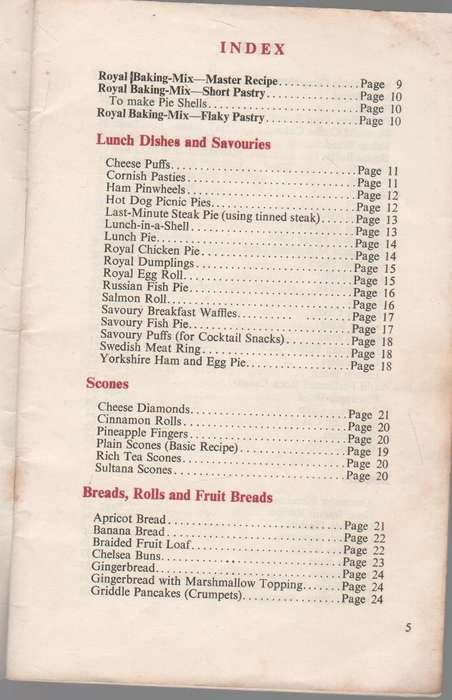 INDEX
Royal Baking-Mix—Master Recipe.............Page 9
Royal Baking-Mix—Short Pastry...............Page 10
To make Pie Shells.........................Page 10
Royal Baking-Mix—Flaky Pastry...............Page 10
Lunch Dishes and Savouries
Cheese Puffs..............................Page 11
Cornish Pasties............................Page 11
Ham Pinwheels............................Page 12
Hot Dog Picnic Pies........................Page 12
Last-Minute Steak Pie (using tinned steak)......Page 13
Lunch-in-a-Shell...........................Page 13
Lunch Pie.................................Page 14
Royal Chicken Pie..........................Page 14
Royal Dumplings...........................Page 15
Royal Egg Roll............................Page 15
Russian Fish Pie...........................Page 16
Salmon Roll...............................Page 16
Savoury Breakfast Waffles...................Page 17
Savoury Fish Pie...........................Page 17
Savoury Puffs (for Cocktail Snacks)............Page 18
Swedish Meat Ring.........................Page 18
Yorkshire Ham and Egg Pie..................Page 18
Scones
Cheese Diamonds..........................Page 21
Cinnamon Rolls............................Page 20
Pineapple Fingers...........................Page 20
Plain Scones (Basic Recipe)..................Page 19
Rich Tea Scones............................Page 20
Sultana Scones.............................Page 20
Breads, Rolls and Fruit Breads
Apricot Bread..............................Page 21
Banana Bread..............................Page 22
Braided Fruit Loaf..........................Page 22
Chelsea Buns..............................Page 23
Gingerbread...............................Page 24
Gingerbread with Marshmallow Topping.......Page 24
Griddle Pancakes (Crumpets).................Page 24
5